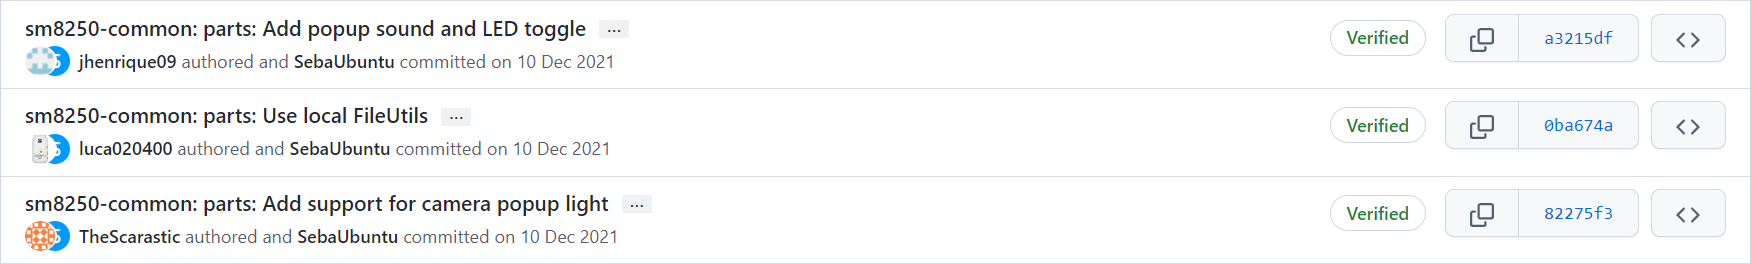 sm8250-common: parts: Add popup sound and LED toggle ...
Verified
a3215df
jhenrique09 authored and SebaUbuntu committed on 10 Dec 2021
sm8250-common: parts: Use local FileUtils ...
Verified
0ba674a
luca020400 authored and SebaUbuntu committed on 10 Dec 2021
sm8250-common: parts: Add support for camera popup light ...
Verified
82275f3
TheScarastic authored and SebaUbuntu committed on 10 Dec 2021